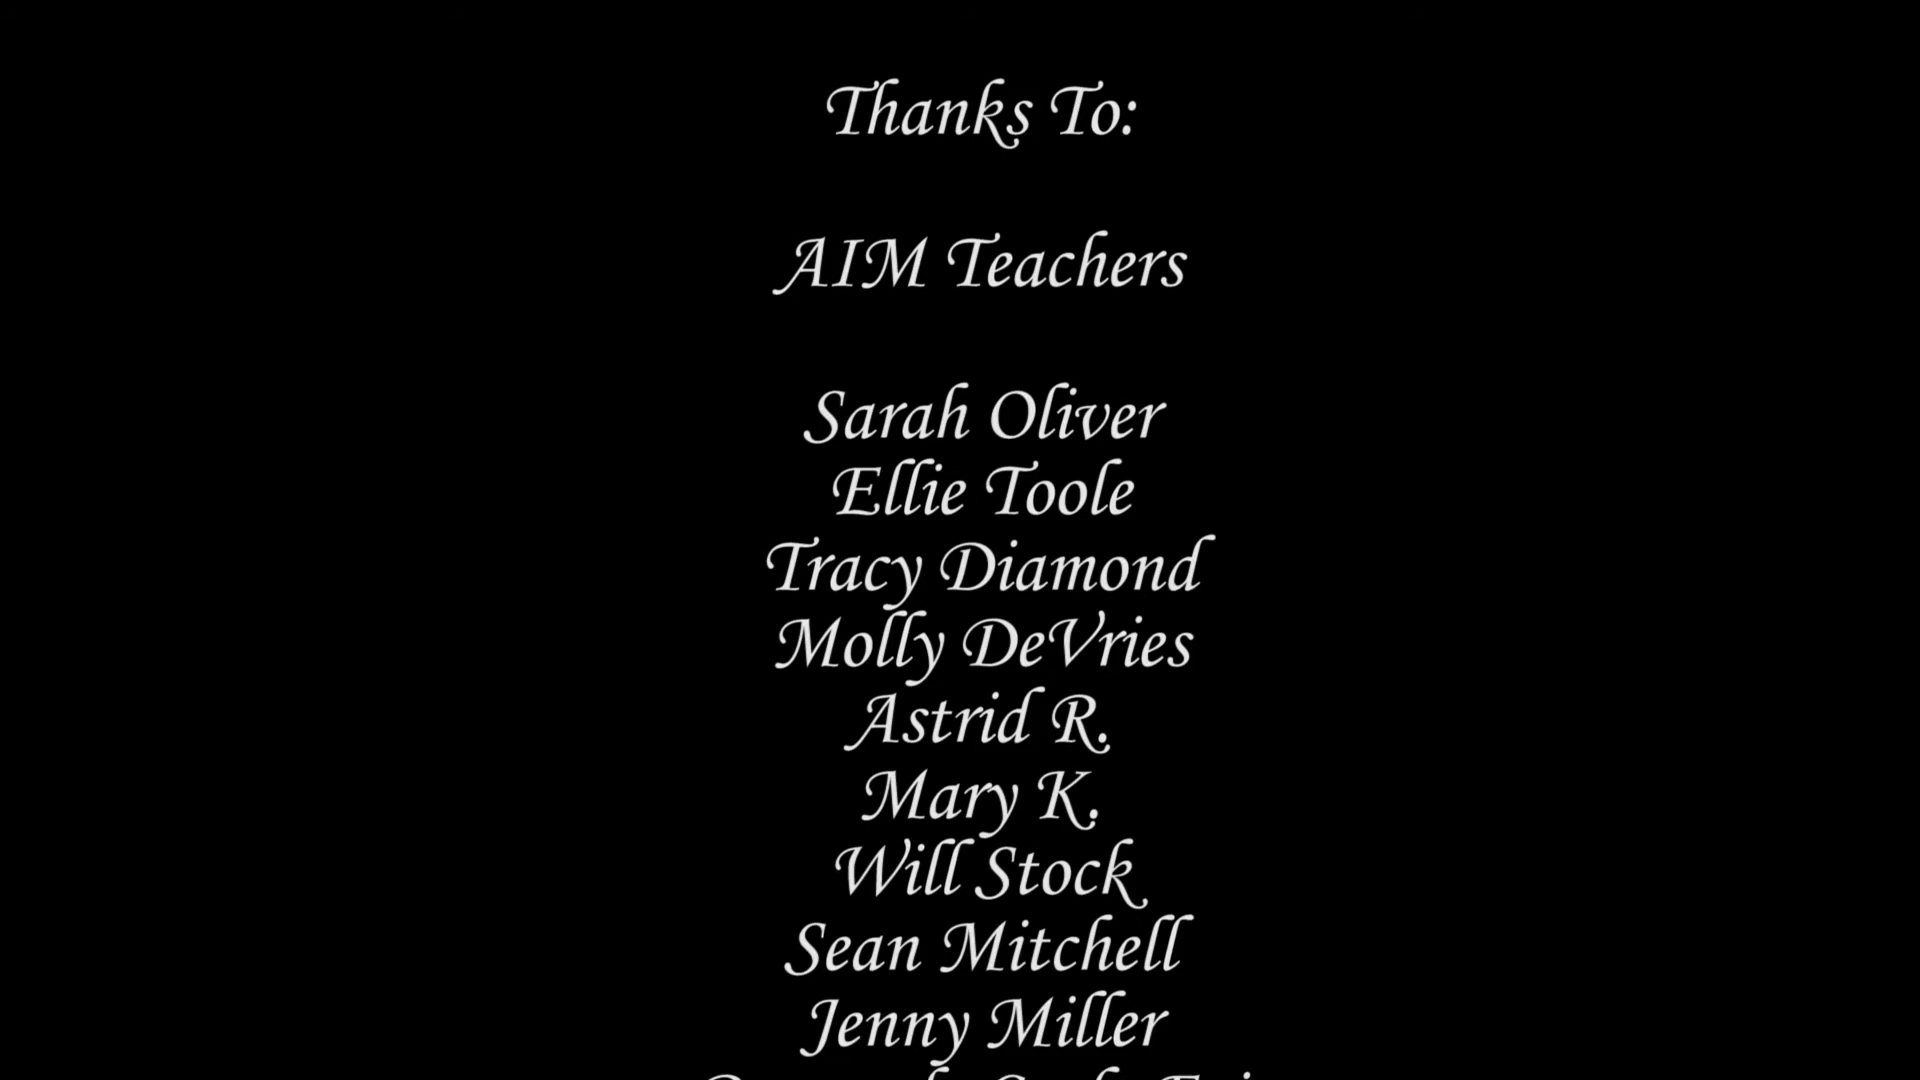 Thanks To:
AIM Teachers
Sarah Oliver
Ellie Toole
Tracy Diamond
Molly DeVries
Astrid R.
Mary K.
Will Stock
Sean Mitchell
Jenny Miller